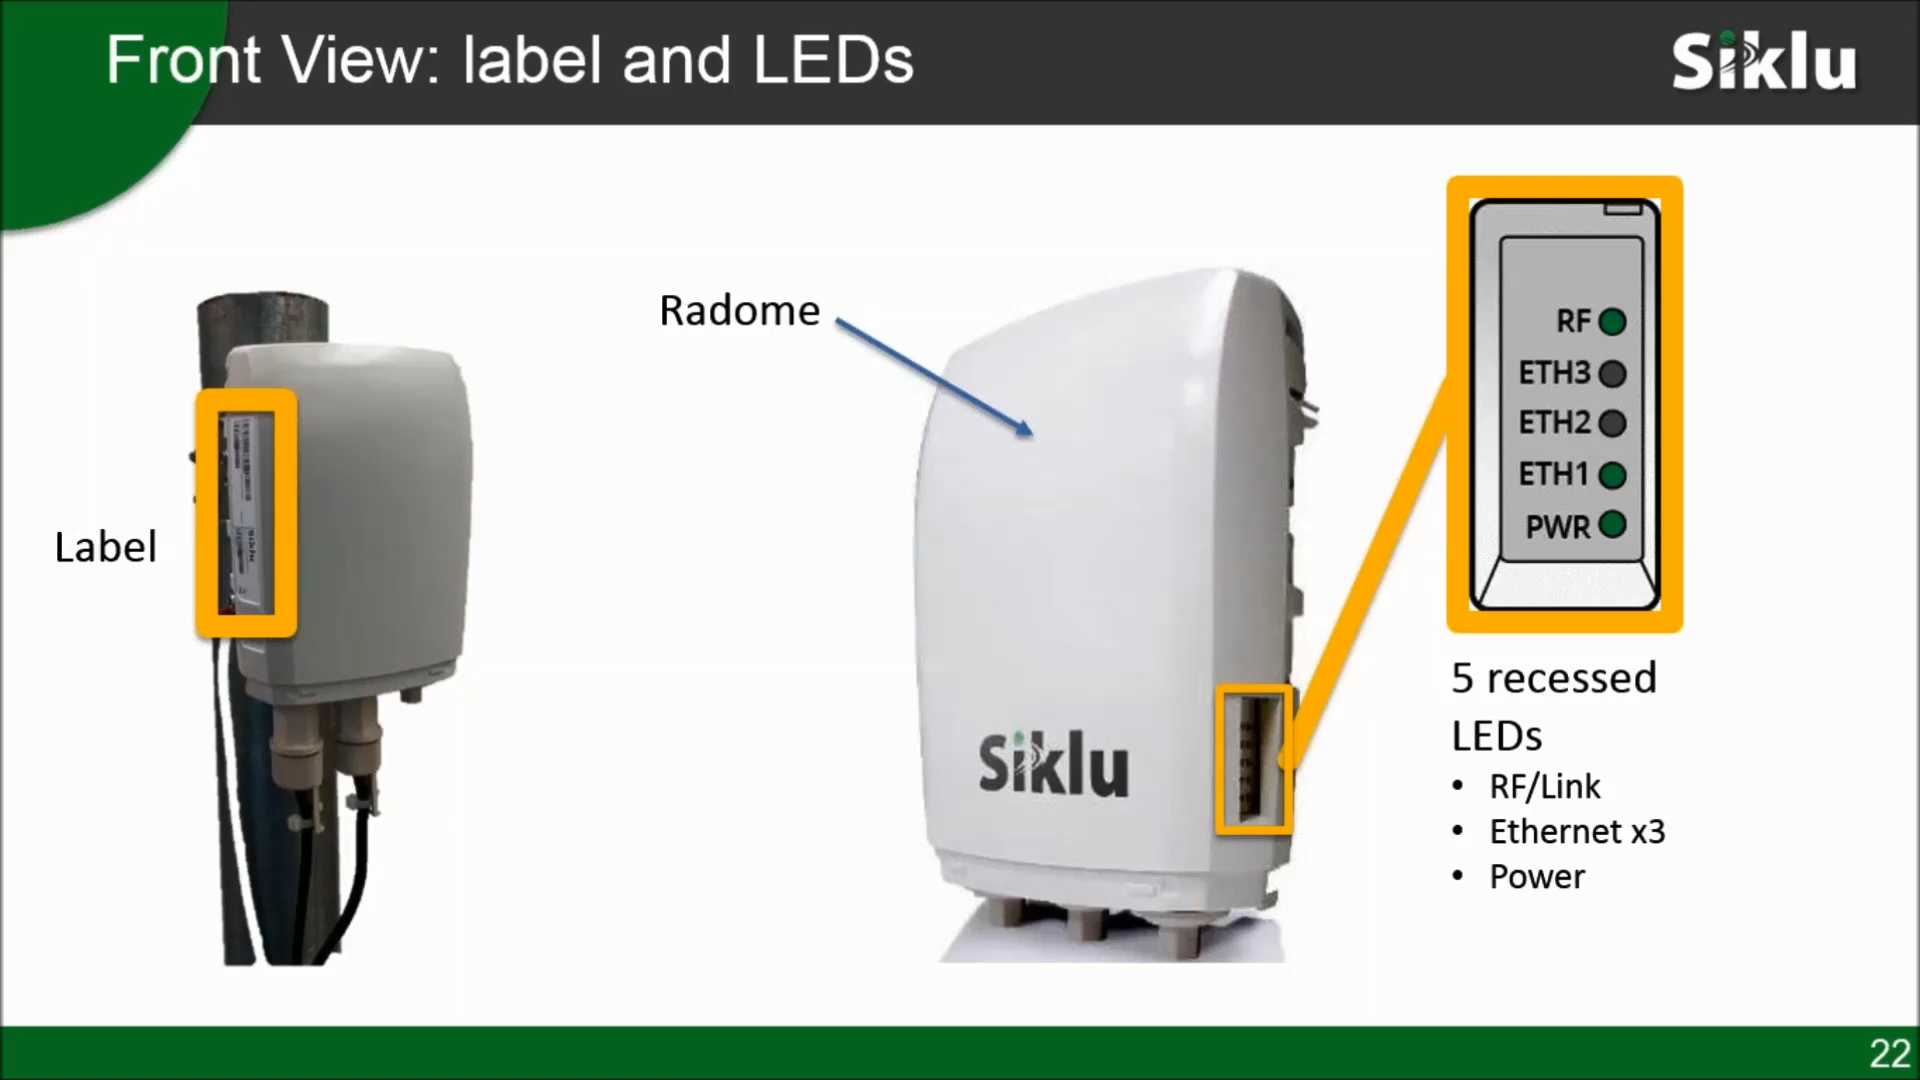 Front View: label and LEDs
Siklu
Label
Radome
Siklu
RF
ETH3
ETH2
ETH1
PWR
5 recessed
LEDs
• RF/Link
• Ethernet x3
• Power
22